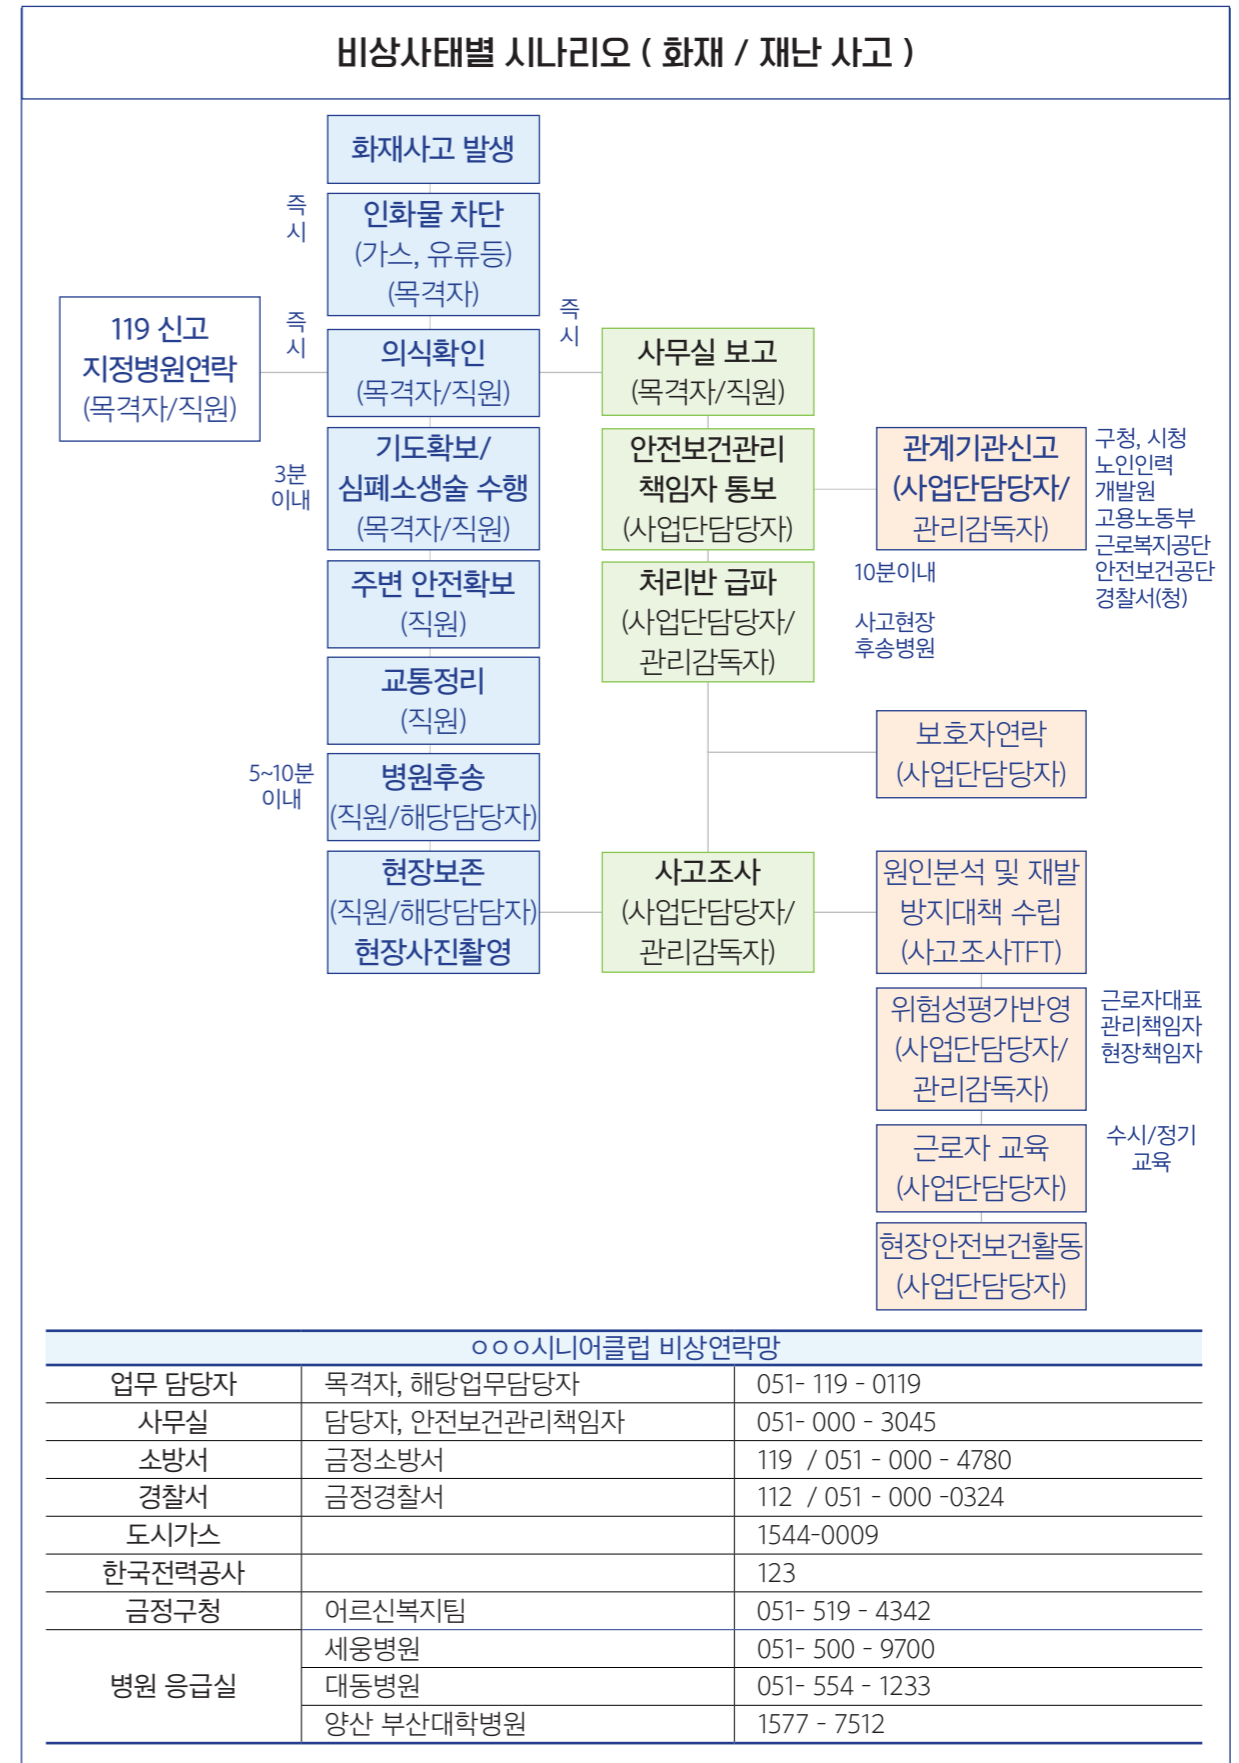 비상사태별 시나리오 ( 화재 / 재난 사고 )
화재사고 발생
즉
시
인화물 차단
(가스, 유류등)
(목격자)
119 신고
지정병원연락
(목격자/직원)
즉
시
의식확인
(목격자/직원)
즉
시
사무실 보고
(목격자/직원)
3분
이내
기도확보/
심폐소생술 수행
(목격자/직원)
안전보건관리
책임자 통보
(사업단담당자)
관계기관신고
(사업단담당자/
관리감독자)
구청, 시청
노인인력
개발원
고용노동부
근로복지공단
안전보건공단
경찰서(청)
주변 안전확보
(직원)
처리반 급파
(사업단담당자/
관리감독자)
10분이내
사고현장
후송병원
교통정리
(직원)
보호자연락
(사업단담당자)
5~10분
이내
병원후송
(직원/해당담당자)
현장보존
(직원/해당담담자)
현장사진촬영
사고조사
(사업단담당자/
관리감독자)
원인분석 및 재발
방지대책 수립
(사고조사TFT)
위험성평가반영
(사업단담당자/
관리감독자)
근로자대표
관리책임자
현장책임자
근로자 교육
(사업단담당자)
수시/정기
교육
현장안전보건활동
(사업단담당자)
ㅇㅇㅇ시니어클럽 비상연락망
업무 담당자 목격자, 해당업무담당자 051- 119 - 0119
사무실 담당자, 안전보건관리책임자 051- 000 - 3045
소방서 금정소방서 119 / 051 - 000 - 4780
경찰서 금정경찰서 112 / 051 - 000 -0324
도시가스 1544-0009
한국전력공사 123
금정구청 어르신복지팀 051- 519 - 4342
병원 응급실 세웅병원 051- 500 - 9700
대동병원 051- 554 - 1233
양산 부산대학병원 1577 - 7512